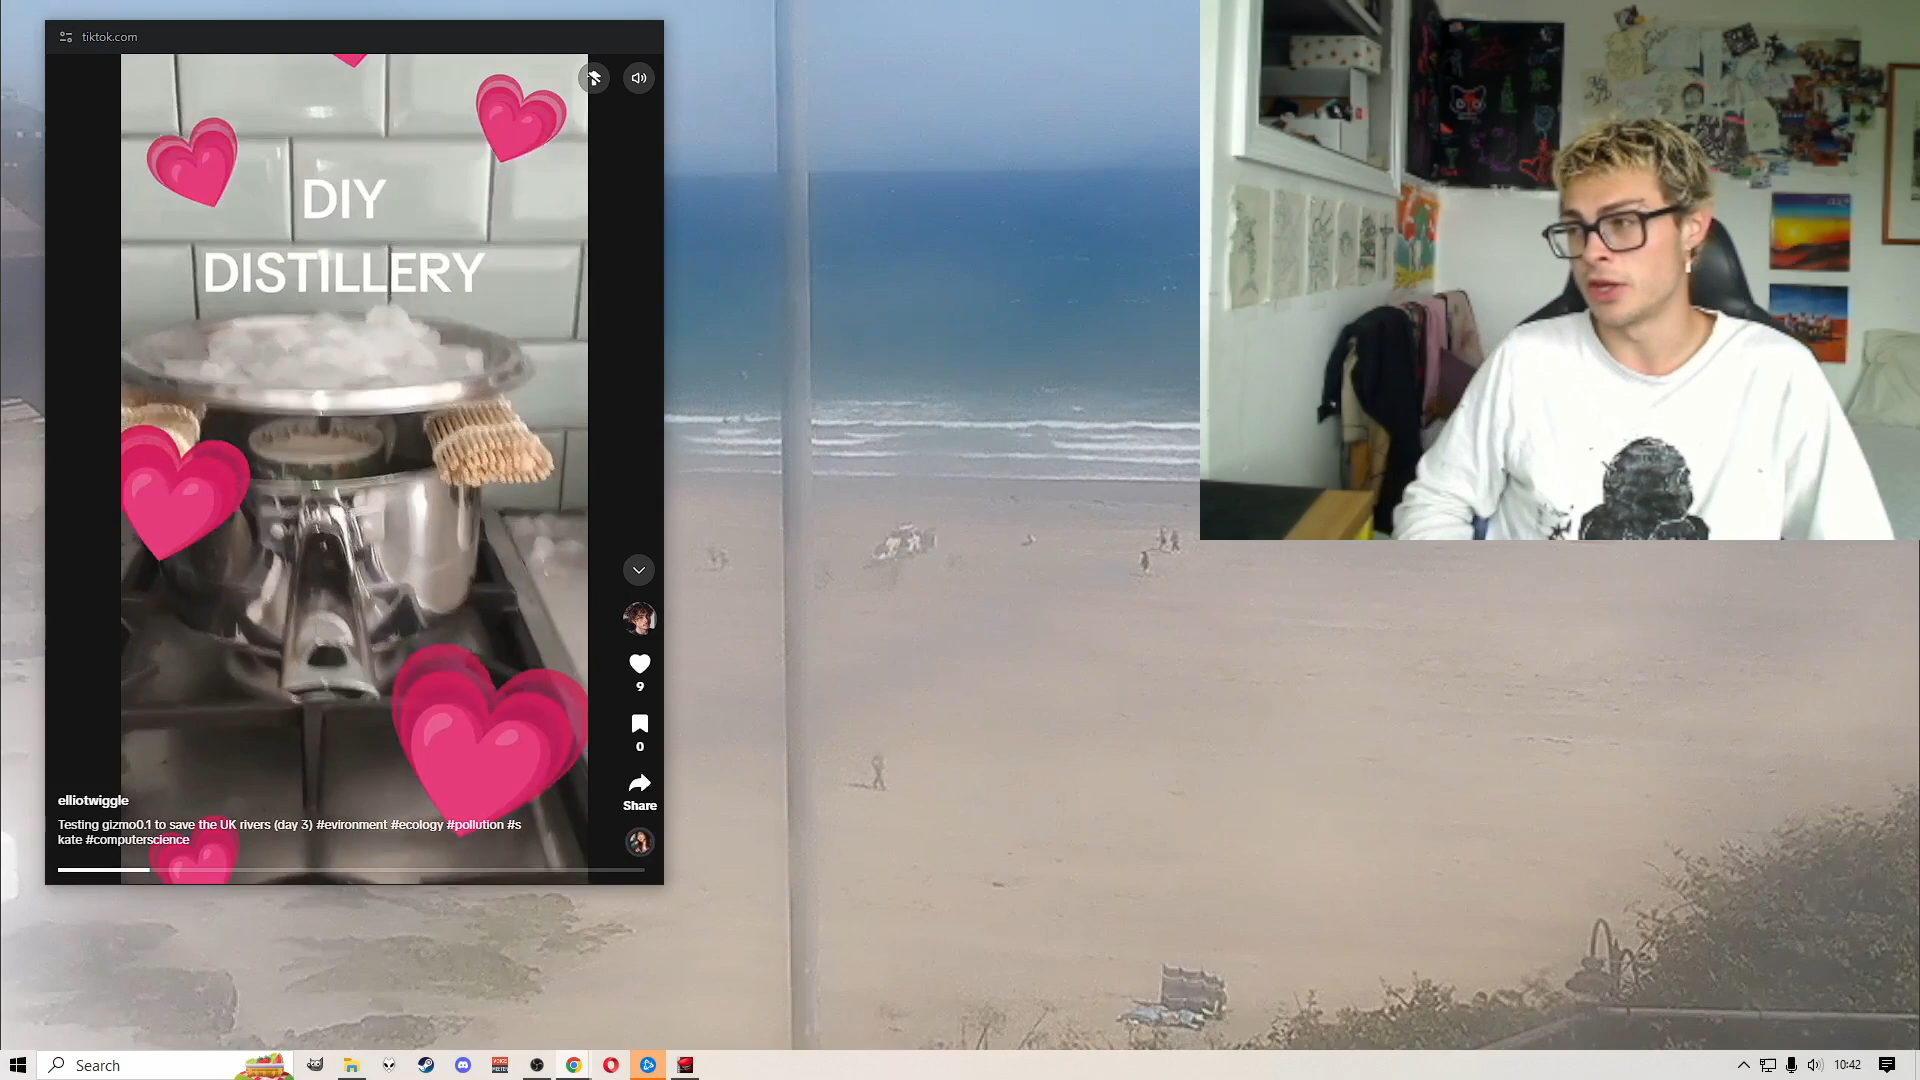 tiktok.com
DIY
DISTILLERY
9
0
Share
elliotwiggle
Testing gizmo0.1 to save the UK rivers (day 3) #evironment #ecology #pollution #s
kate #computerscience
Search
10:42